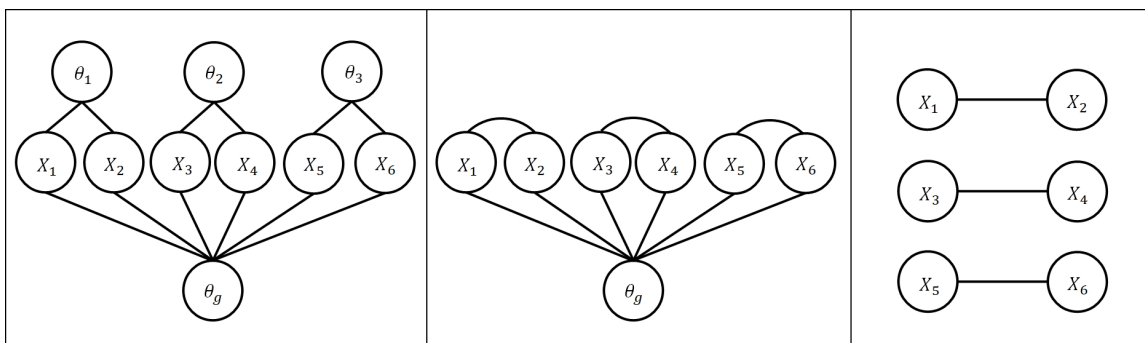 θ₁ θ₂ θ₃
X₁ X₂ X₃ X₄ X₅ X₆
θg
X₁ X₂ X₃ X₄ X₅ X₆
θg
X₁ X₂
X₃ X₄
X₅ X₆